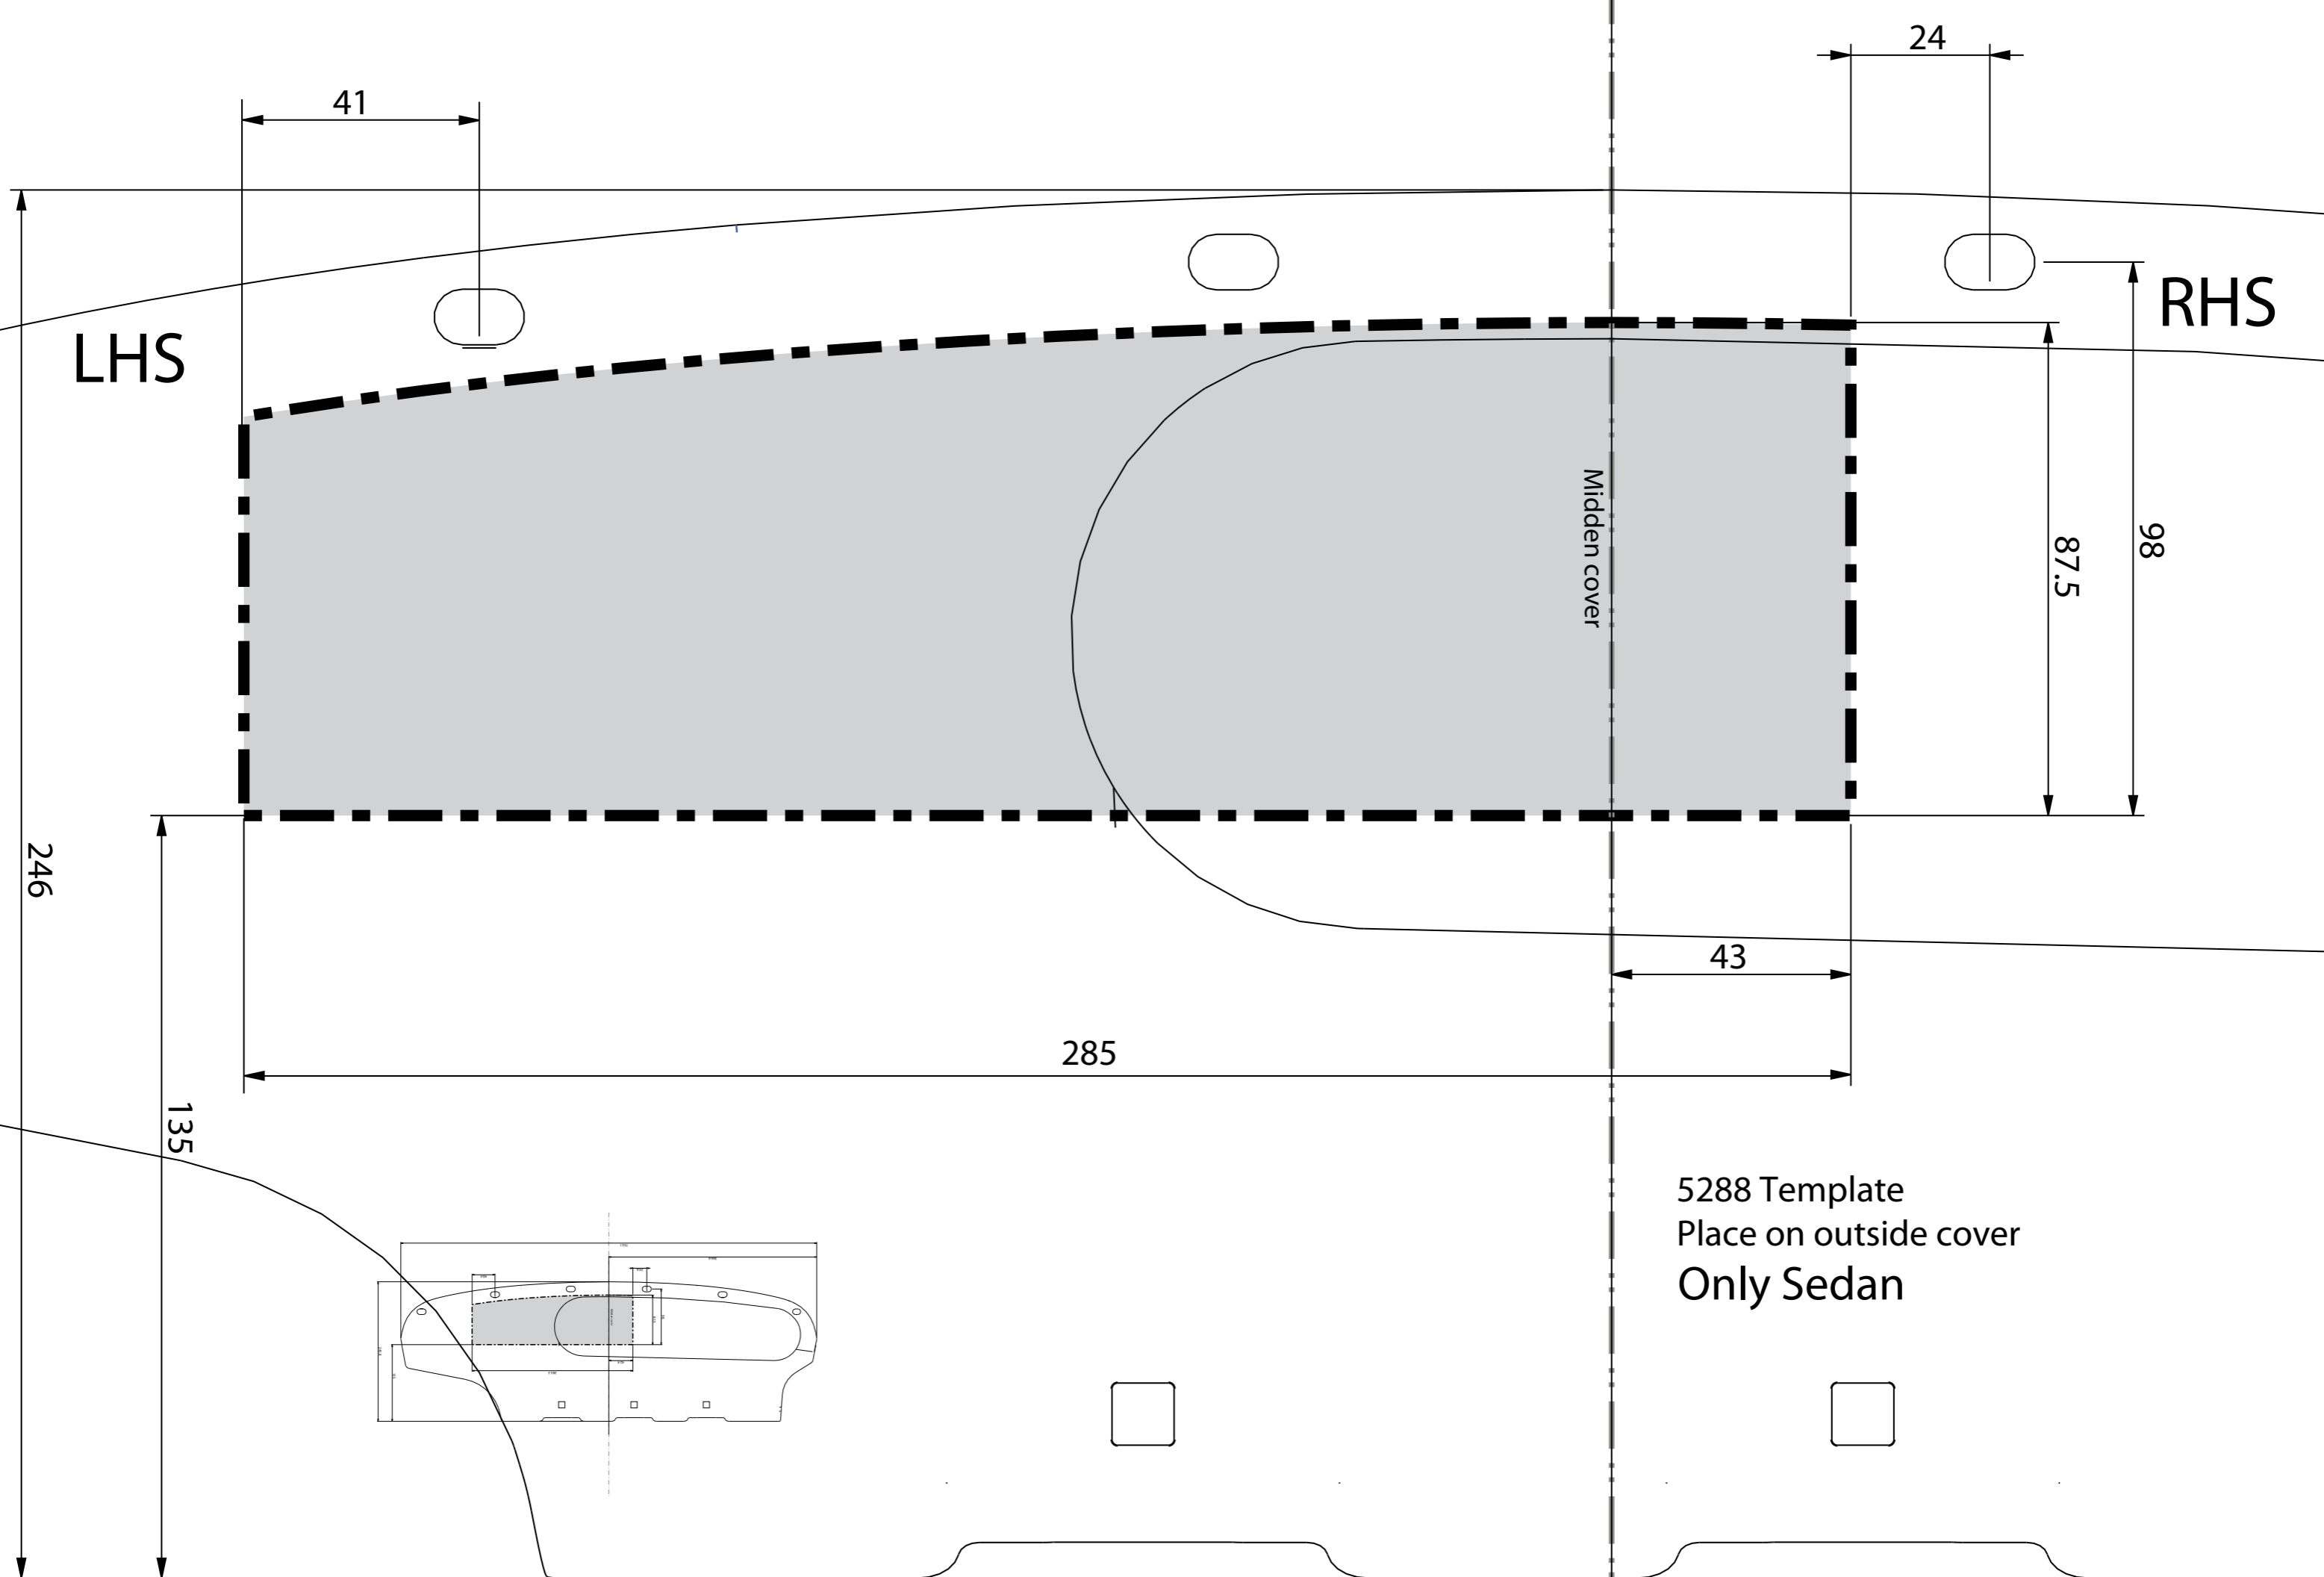 24
41
RHS
LHS
Midden cover
98
87.5
246
43
285
135
5288 Template
Place on outside cover
Only Sedan